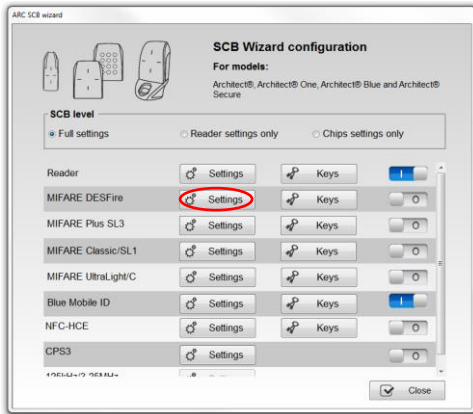 ARC SCB wizard
SCB Wizard configuration
For models:
Architect®, Architect® One, Architect® Blue and Architect®
Secure
SCB level
Full settings Reader settings only Chips settings only
Reader Settings Keys I
MIFARE DESFire Settings Keys O
MIFARE Plus SL3 Settings Keys O
MIFARE Classic/SL1 Settings Keys O
MIFARE UltraLight/C Settings Keys O
Blue Mobile ID Settings Keys I
NFC-HCE Settings Keys O
CPS3 Settings O
125kHz/3.25MHz
Close